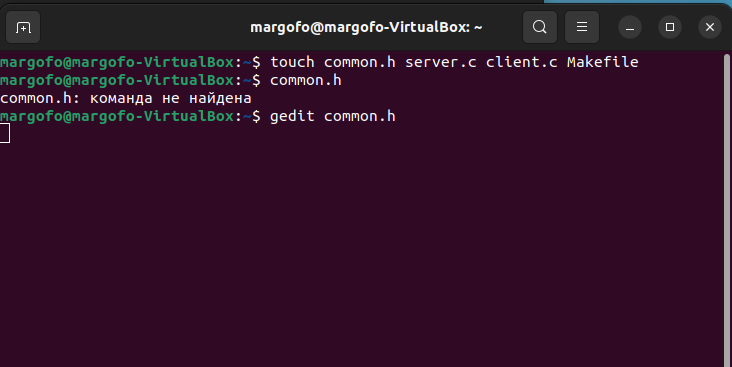 margofo@margofo-VirtualBox: ~
margofo@margofo-VirtualBox:~$ touch common.h server.c client.c Makefile
margofo@margofo-VirtualBox:~$ common.h
common.h: команда не найдена
margofo@margofo-VirtualBox:~$ gedit common.h